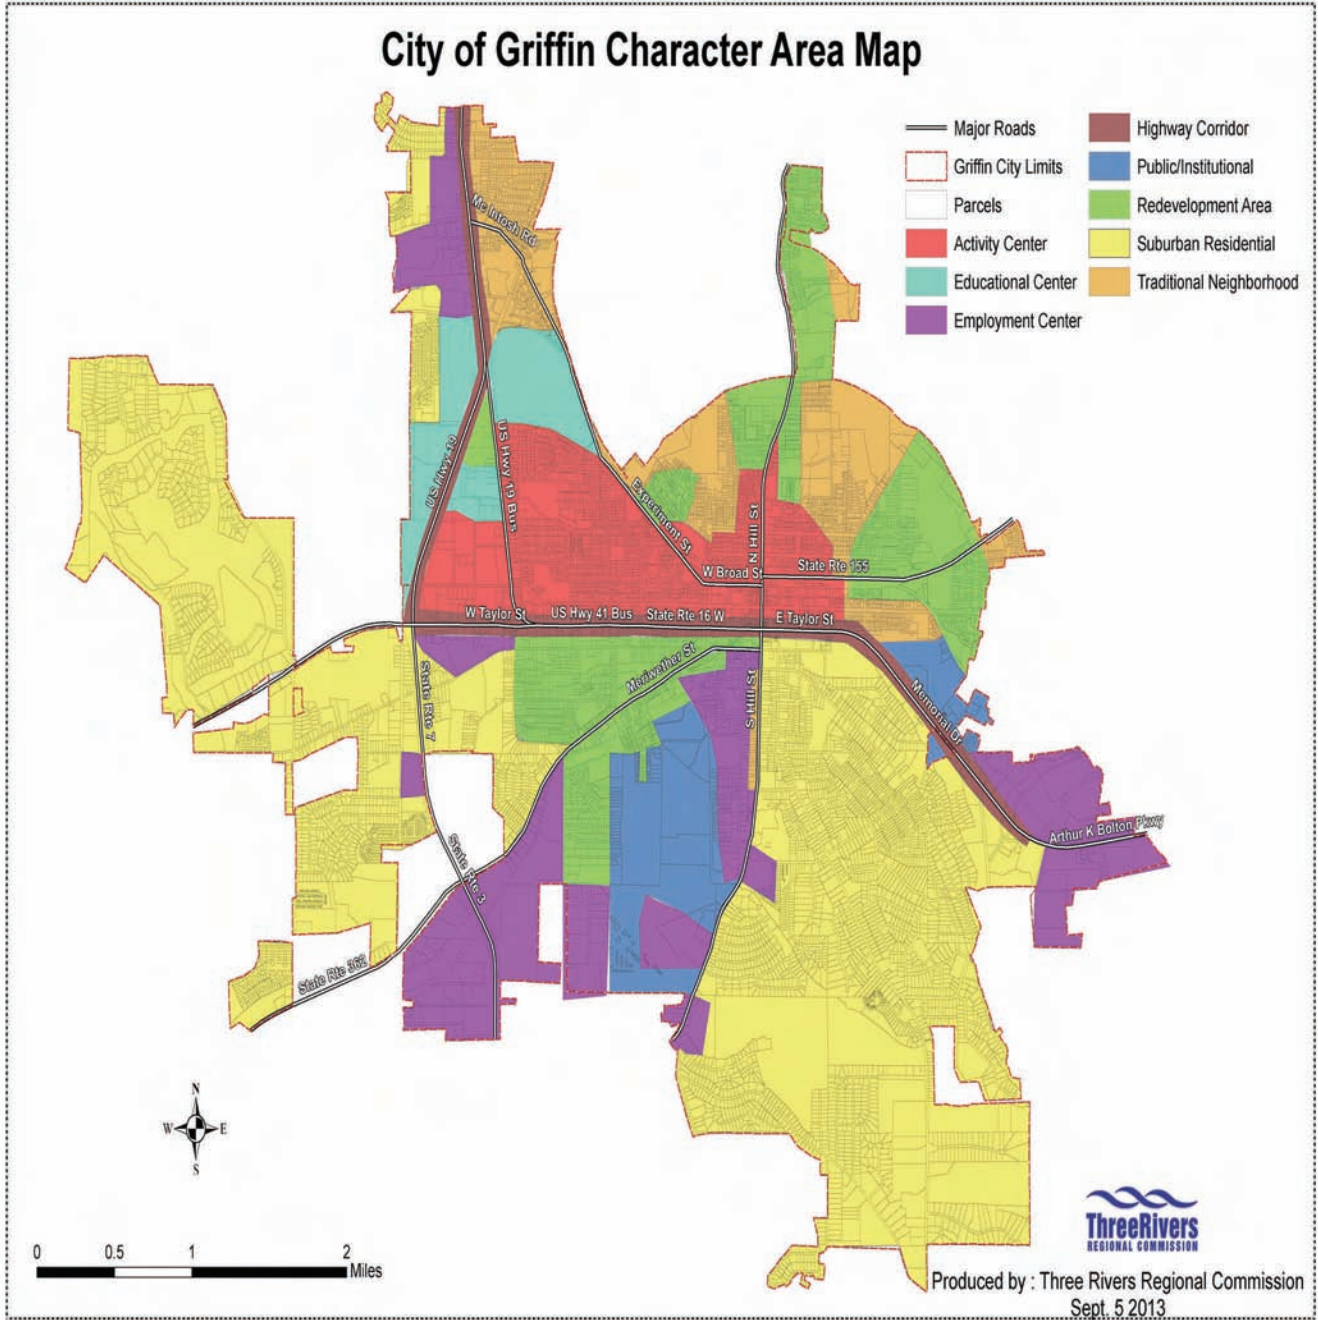 City of Griffin Character Area Map
Major Roads
Griffin City Limits
Parcels
Activity Center
Educational Center
Employment Center
Highway Corridor
Public/Institutional
Redevelopment Area
Suburban Residential
Traditional Neighborhood
Mc Intosh Rd
US Hwy 19
US Hwy 19 Bus
Experiment St
N Hill St
W Broad St
State Rte 155
W Taylor St
US Hwy 41 Bus
State Rte 16 W
E Taylor St
Meriwether St
State Rte 7
S Hill St
Memorial Dr
Arthur K Bolton Pkwy
State Rte 3
State Rte 362
N
W
E
S
0 0.5 1 2
Miles
ThreeRivers
REGIONAL COMMISSION
Produced by : Three Rivers Regional Commission
Sept. 5 2013